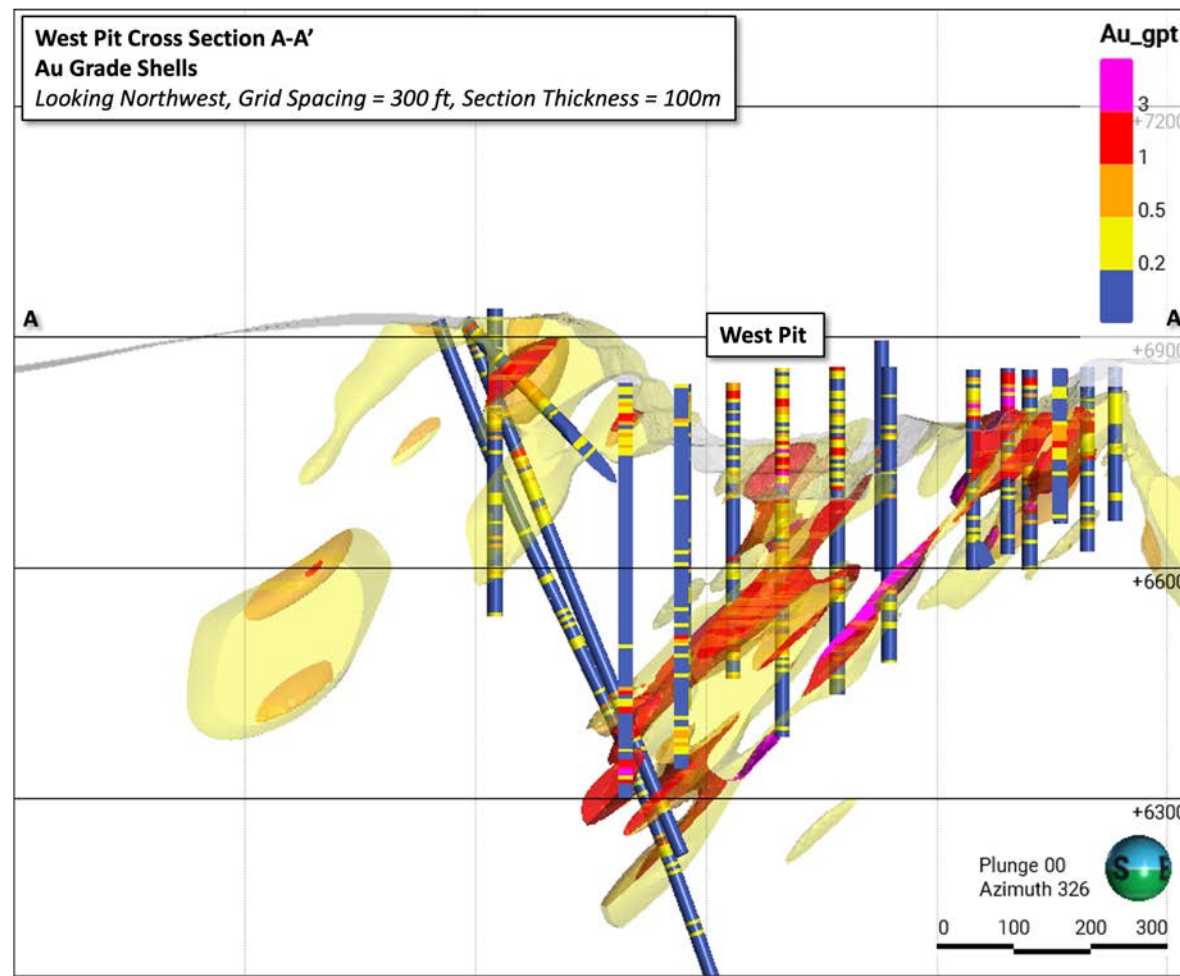 West Pit Cross Section A-A’
Au Grade Shells
Looking Northwest, Grid Spacing = 300 ft, Section Thickness = 100m
Au_gpt
3
+7200
1
0.5
0.2
A
A
West Pit
+6900
+6600
+6300
Plunge 00
Azimuth 326
S E
0 100 200 300